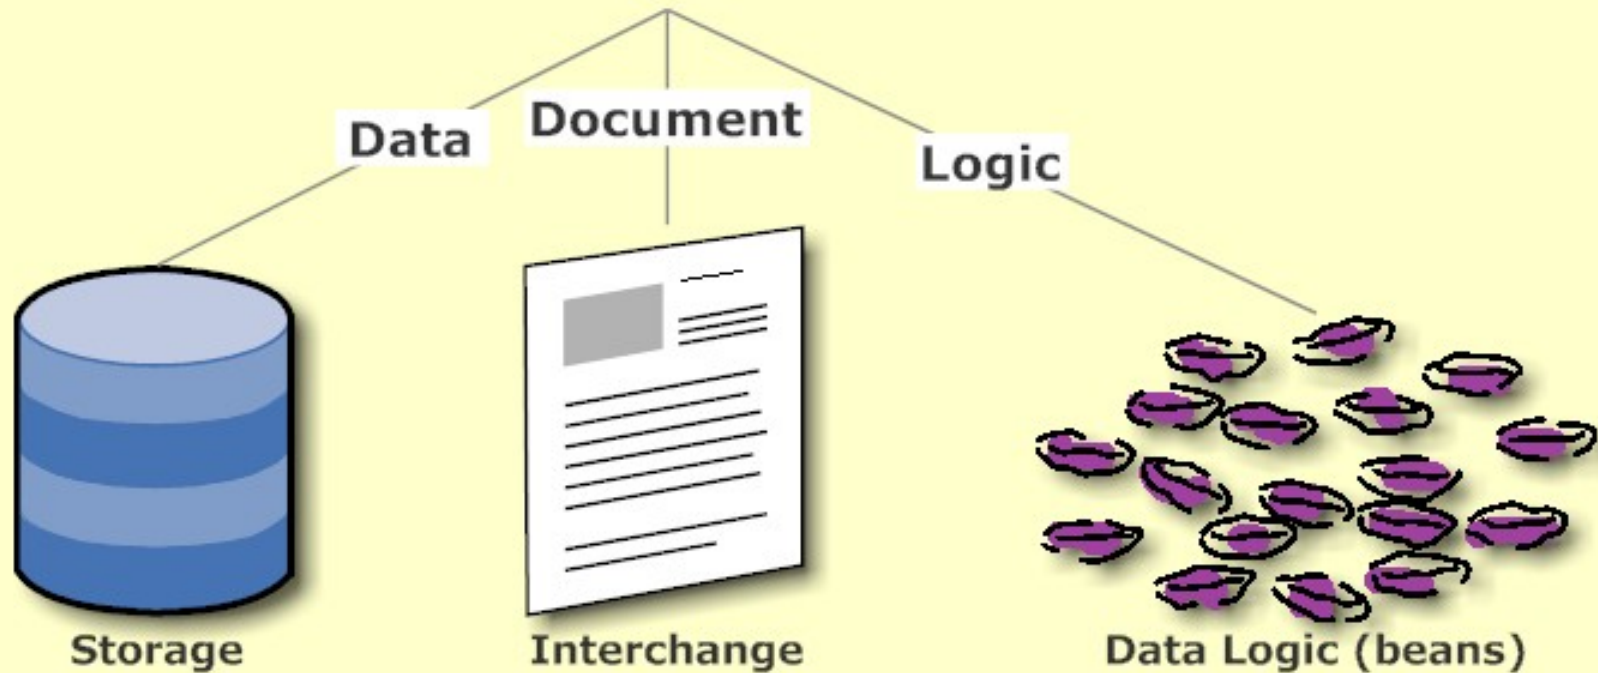 Data
Document
Logic
Storage
Interchange
Data Logic (beans)